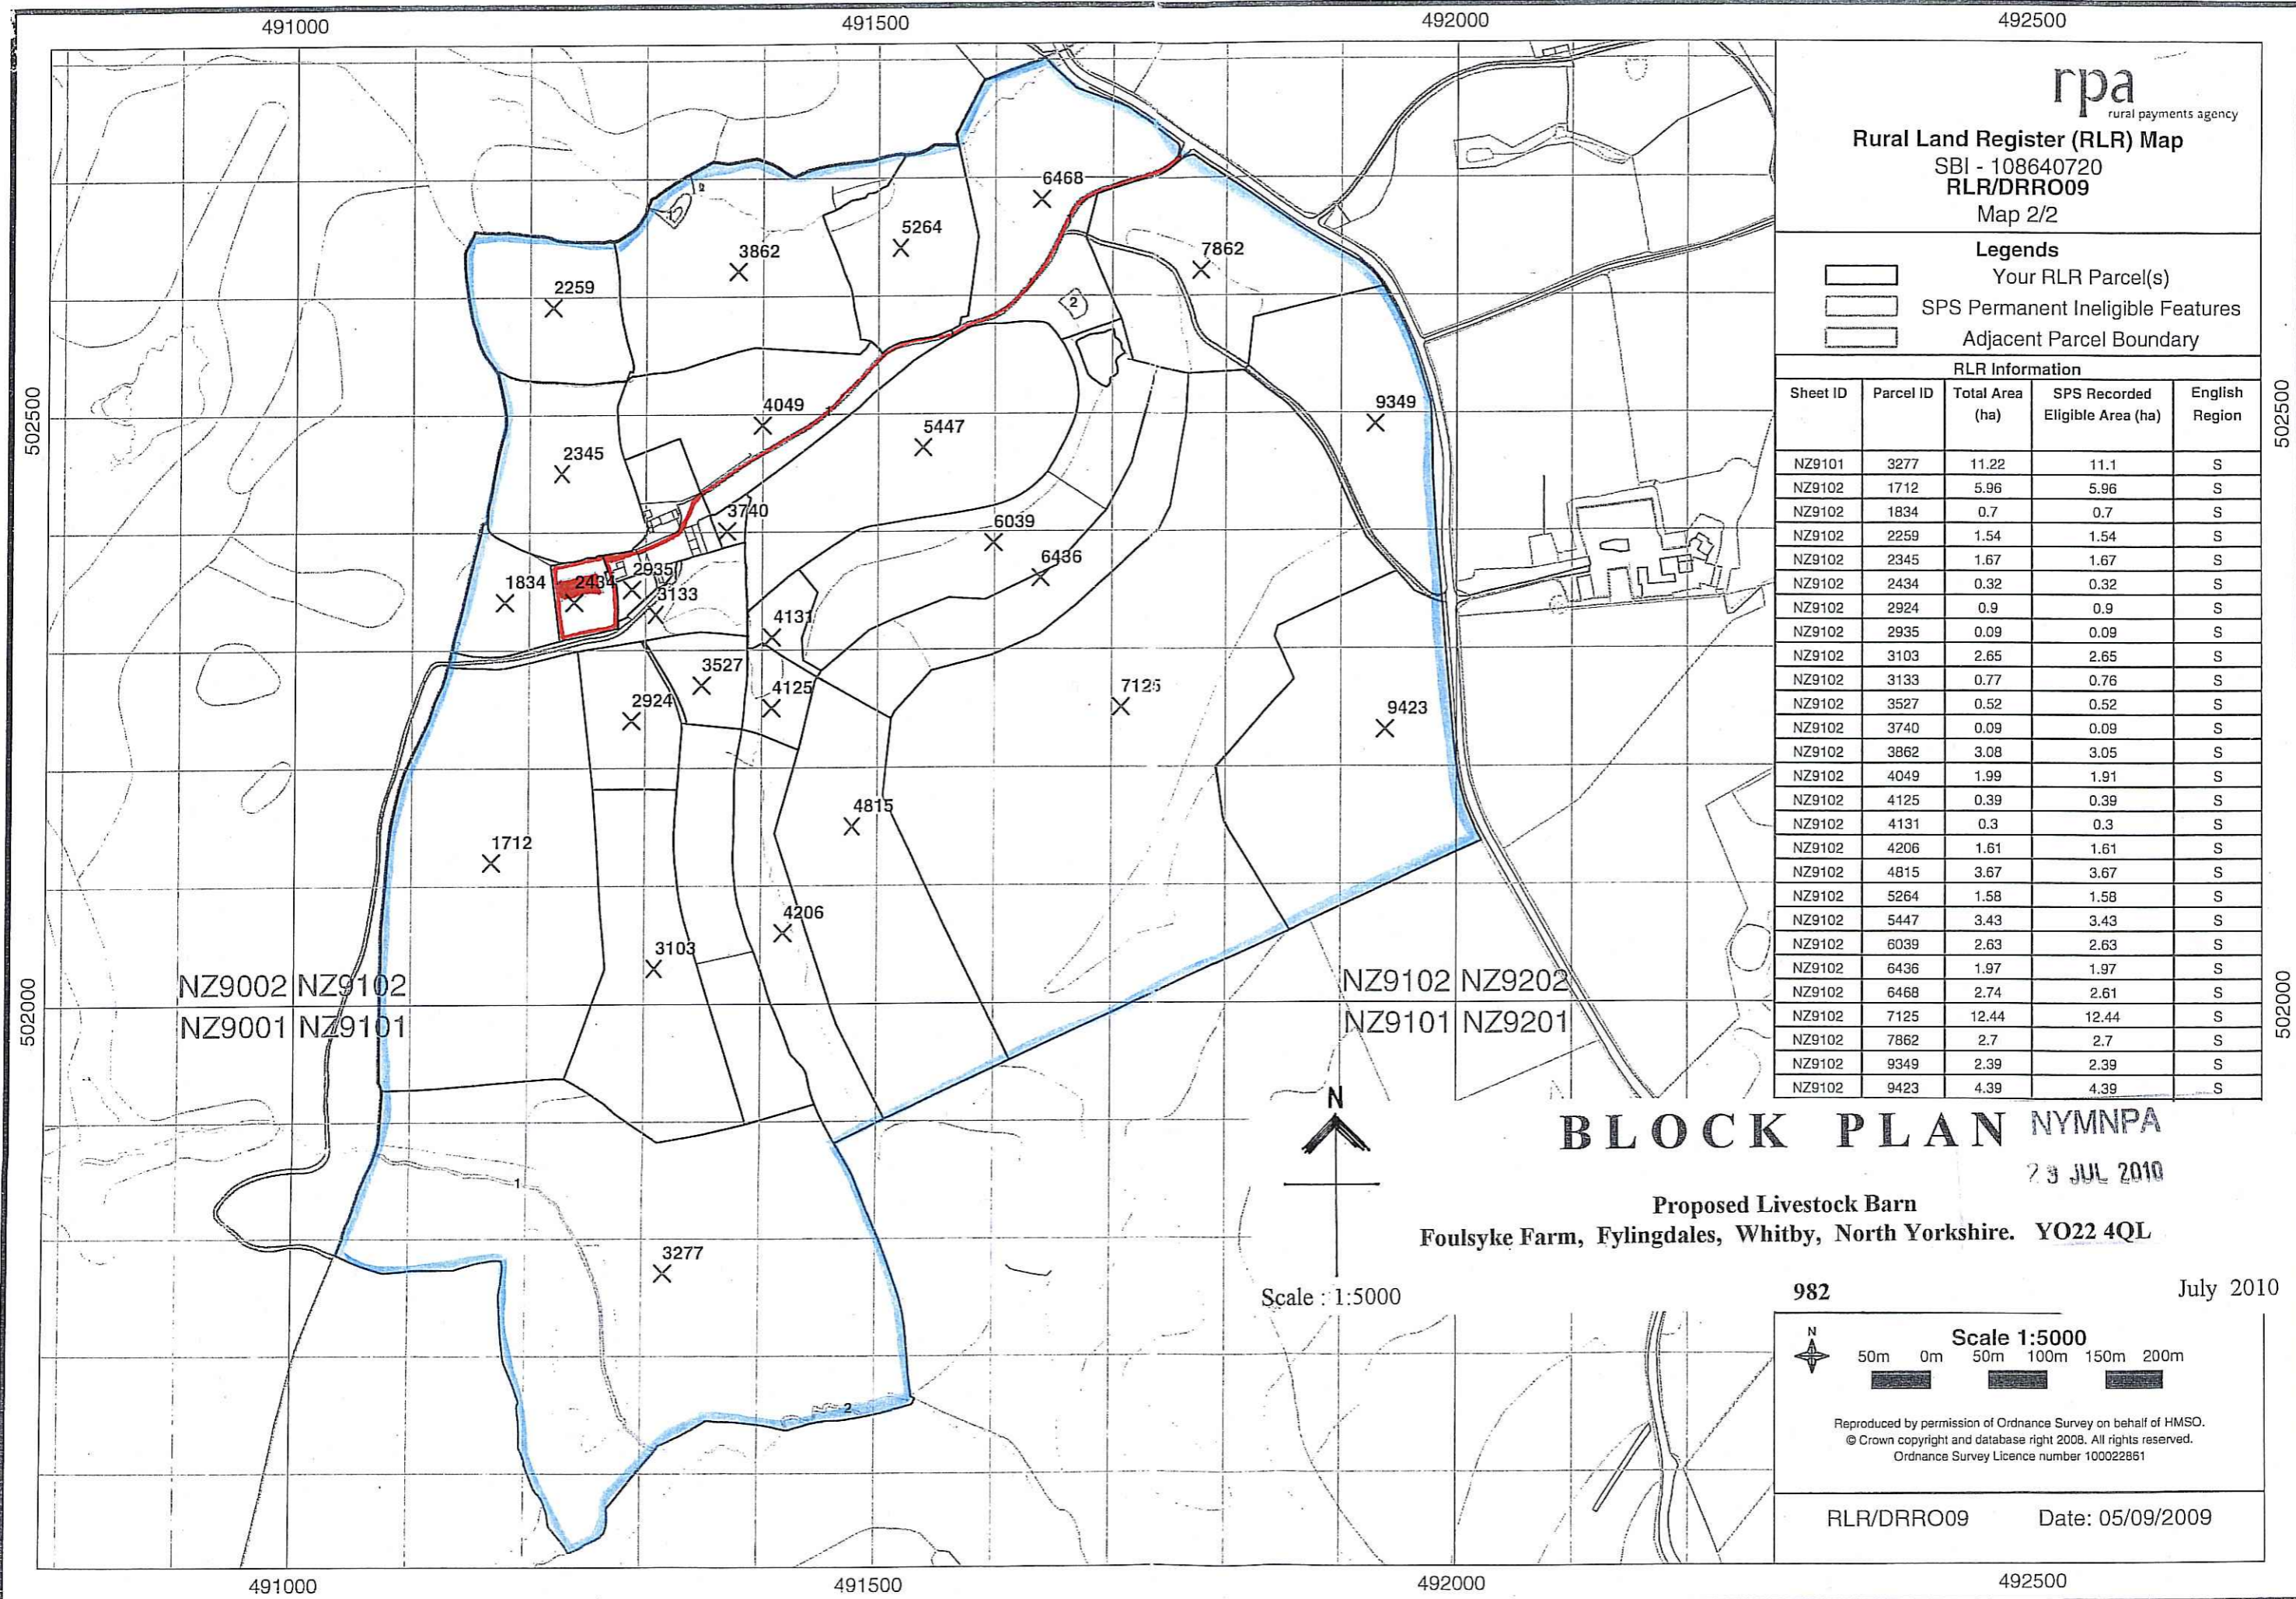 491000 491500 492000 492500
rpa
rural payments agency
Rural Land Register (RLR) Map
SBI - 108640720
RLR/DRRO09
Map 2/2
Legends
Your RLR Parcel(s)
SPS Permanent Ineligible Features
Adjacent Parcel Boundary
RLR Information
Sheet ID Parcel ID Total Area (ha) SPS Recorded Eligible Area (ha) English Region
NZ9101 3277 11.22 11.1 S
NZ9102 1712 5.96 5.96 S
NZ9102 1834 0.7 0.7 S
NZ9102 2259 1.54 1.54 S
NZ9102 2345 1.67 1.67 S
NZ9102 2434 0.32 0.32 S
NZ9102 2924 0.9 0.9 S
NZ9102 2935 0.09 0.09 S
NZ9102 3103 2.65 2.65 S
NZ9102 3133 0.77 0.76 S
NZ9102 3527 0.52 0.52 S
NZ9102 3740 0.09 0.09 S
NZ9102 3862 3.08 3.05 S
NZ9102 4049 1.99 1.91 S
NZ9102 4125 0.39 0.39 S
NZ9102 4131 0.3 0.3 S
NZ9102 4206 1.61 1.61 S
NZ9102 4815 3.67 3.67 S
NZ9102 5264 1.58 1.58 S
NZ9102 5447 3.43 3.43 S
NZ9102 6039 2.63 2.63 S
NZ9102 6436 1.97 1.97 S
NZ9102 6468 2.74 2.61 S
NZ9102 7125 12.44 12.44 S
NZ9102 7862 2.7 2.7 S
NZ9102 9349 2.39 2.39 S
NZ9102 9423 4.39 4.39 S
6468
5264
7862
3862
2259
2
502500
502500
4049
9349
5447
2345
3740
6039
6436
2935
1834
2434
3133
4131
3527
4125
7125
2924
9423
4815
1712
4206
3103
NZ9002 NZ9102
NZ9001 NZ9101
NZ9102 NZ9202
NZ9101 NZ9201
502000
502000
1
3277
2
N
BLOCK PLAN
NYMNPA
29 JUL 2010
Proposed Livestock Barn
Foulsyke Farm, Fylingdales, Whitby, North Yorkshire. YO22 4QL
Scale : 1:5000
982
July 2010
N
Scale 1:5000
50m 0m 50m 100m 150m 200m
Reproduced by permission of Ordnance Survey on behalf of HMSO.
© Crown copyright and database right 2008. All rights reserved.
Ordnance Survey Licence number 100022861
RLR/DRRO09 Date: 05/09/2009
491000 491500 492000 492500